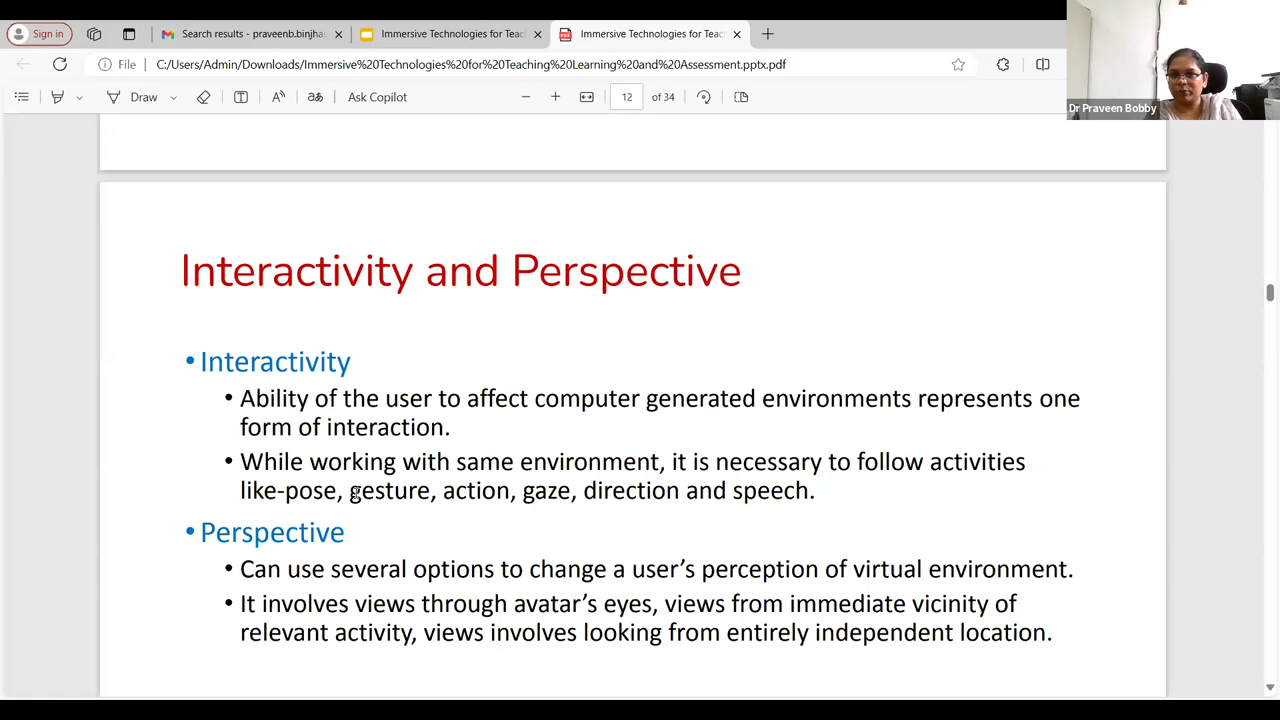 Sign in
Search results - praveenb.binjha
Immersive Technologies for Teac
Immersive Technologies for Teac
File
C:/Users/Admin/Downloads/Immersive%20Technologies%20for%20Teaching%20Learning%20and%20Assessment.pptx.pdf
Draw
Ask Copilot
12
of 34
Dr Praveen Bobby
Interactivity and Perspective
• Interactivity
• Ability of the user to affect computer generated environments represents one
form of interaction.
• While working with same environment, it is necessary to follow activities
like-pose, gesture, action, gaze, direction and speech.
• Perspective
• Can use several options to change a user's perception of virtual environment.
• It involves views through avatar's eyes, views from immediate vicinity of
relevant activity, views involves looking from entirely independent location.